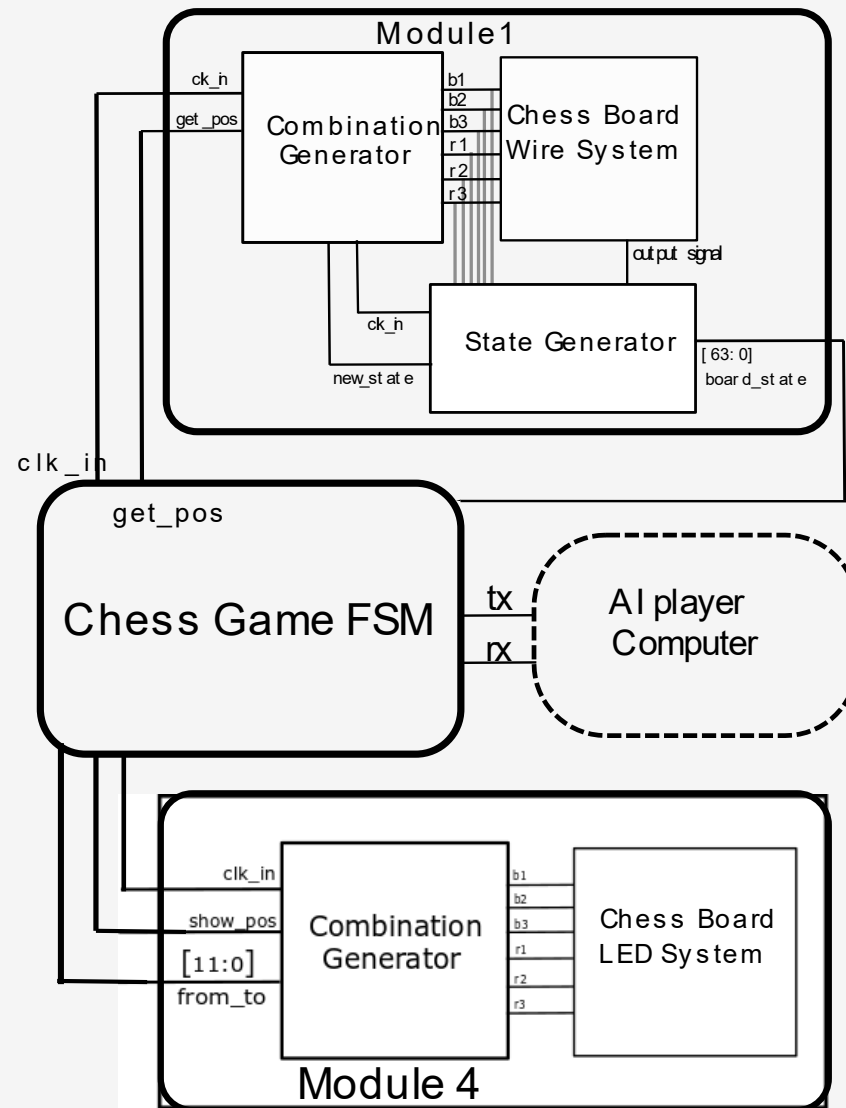 Module1
ck_in
get_pos
Combination
Generator
b1
b2
b3
r1
r2
r3
Chess Board
Wire System
output signal
ck_in
new_state
State Generator
[63:0]
board_state
clk_in
get_pos
Chess Game FSM
tx
rx
AI player
Computer
clk_in
show_pos
[11:0]
from_to
Combination
Generator
b1
b2
b3
r1
r2
r3
Chess Board
LED System
Module 4